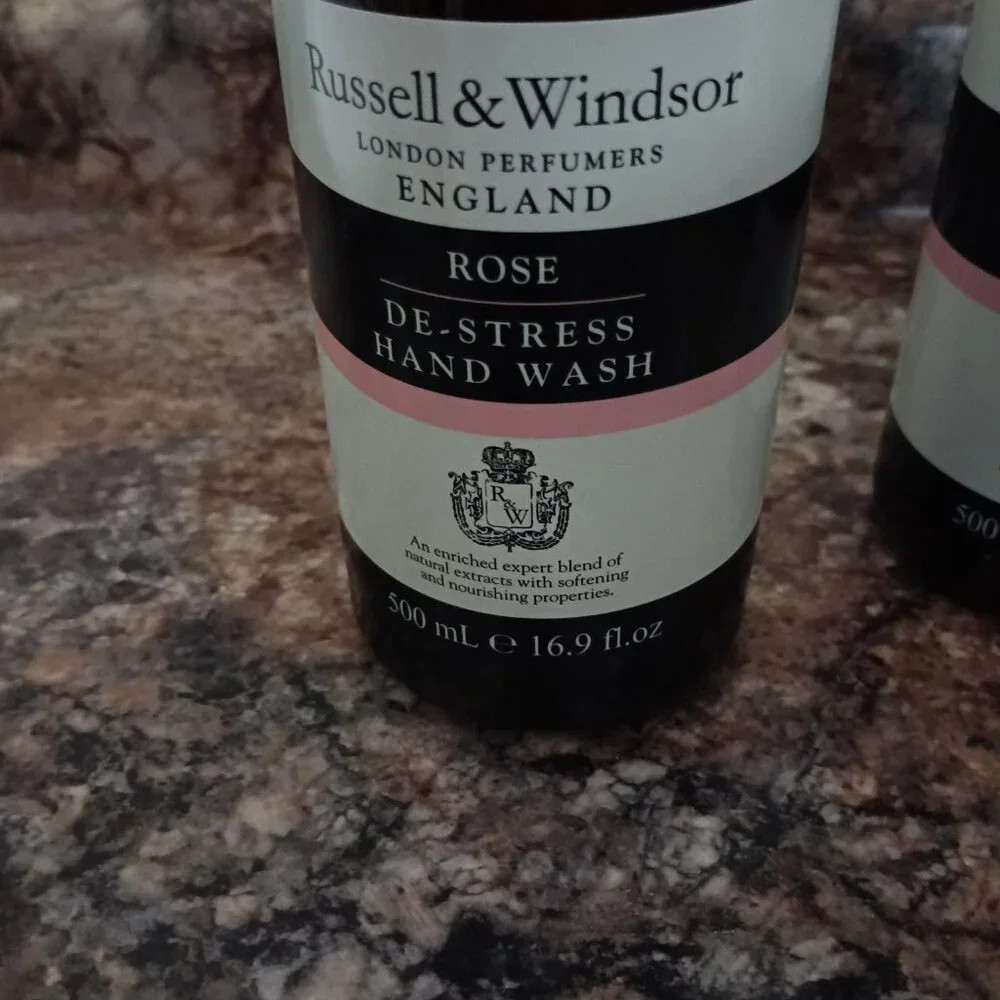 Russell & Windsor
LONDON PERFUMERS
ENGLAND
ROSE
DE-STRESS
HAND WASH
R
&
W
An enriched expert blend of
natural extracts with softening
and nourishing properties.
500 mL ℮ 16.9 fl.oz
500